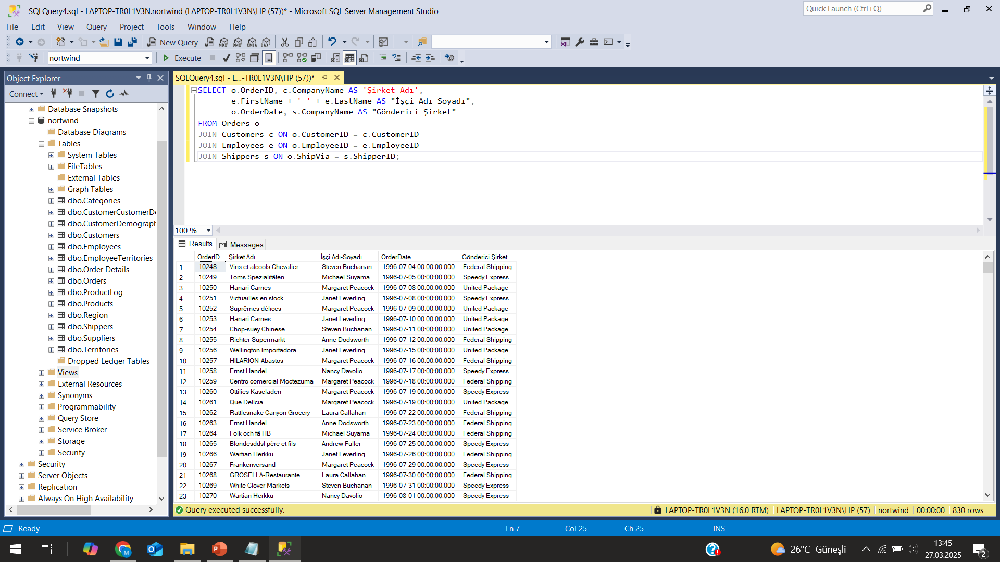 SQLQuery4.sql - LAPTOP-TR0L1V3N.nortwind (LAPTOP-TR0L1V3N\HP (57))* - Microsoft SQL Server Management Studio
Quick Launch (Ctrl+Q)
File Edit View Query Project Tools Window Help
New Query MDX DMX XMLA DAX
nortwind Execute
Object Explorer
Connect
Database Snapshots
nortwind
Database Diagrams
Tables
System Tables
FileTables
External Tables
Graph Tables
dbo.Categories
dbo.CustomerCustomerDe
dbo.CustomerDemograph
dbo.Customers
dbo.Employees
dbo.EmployeeTerritories
dbo.Order Details
dbo.Orders
dbo.ProductLog
dbo.Products
dbo.Region
dbo.Shippers
dbo.Suppliers
dbo.Territories
Dropped Ledger Tables
Views
External Resources
Synonyms
Programmability
Query Store
Service Broker
Storage
Security
Security
Server Objects
Replication
Always On High Availability
SQLQuery4.sql - L...-TR0L1V3N\HP (57))*
SELECT o.OrderID, c.CompanyName AS 'Şirket Adı',
e.FirstName + ' ' + e.LastName AS "İşçi Adı-Soyadı",
o.OrderDate, s.CompanyName AS "Gönderici Şirket"
FROM Orders o
JOIN Customers c ON o.CustomerID = c.CustomerID
JOIN Employees e ON o.EmployeeID = e.EmployeeID
JOIN Shippers s ON o.ShipVia = s.ShipperID;
100 %
Results Messages
OrderID Şirket Adı İşçi Adı-Soyadı OrderDate Gönderici Şirket
1 10248 Vins et alcools Chevalier Steven Buchanan 1996-07-04 00:00:00.000 Federal Shipping
2 10249 Toms Spezialitäten Michael Suyama 1996-07-05 00:00:00.000 Speedy Express
3 10250 Hanari Carnes Margaret Peacock 1996-07-08 00:00:00.000 United Package
4 10251 Victuailles en stock Janet Leverling 1996-07-08 00:00:00.000 Speedy Express
5 10252 Suprêmes délices Margaret Peacock 1996-07-09 00:00:00.000 United Package
6 10253 Hanari Carnes Janet Leverling 1996-07-10 00:00:00.000 United Package
7 10254 Chop-suey Chinese Steven Buchanan 1996-07-11 00:00:00.000 United Package
8 10255 Richter Supermarkt Anne Dodsworth 1996-07-12 00:00:00.000 Federal Shipping
9 10256 Wellington Importadora Janet Leverling 1996-07-15 00:00:00.000 United Package
10 10257 HILARION-Abastos Margaret Peacock 1996-07-16 00:00:00.000 Federal Shipping
11 10258 Ernst Handel Nancy Davolio 1996-07-17 00:00:00.000 Speedy Express
12 10259 Centro comercial Moctezuma Margaret Peacock 1996-07-18 00:00:00.000 Federal Shipping
13 10260 Ottilies Käseladen Margaret Peacock 1996-07-19 00:00:00.000 Speedy Express
14 10261 Que Delícia Margaret Peacock 1996-07-19 00:00:00.000 United Package
15 10262 Rattlesnake Canyon Grocery Laura Callahan 1996-07-22 00:00:00.000 Federal Shipping
16 10263 Ernst Handel Anne Dodsworth 1996-07-23 00:00:00.000 Federal Shipping
17 10264 Folk och fä HB Michael Suyama 1996-07-24 00:00:00.000 Federal Shipping
18 10265 Blondesddsl père et fils Andrew Fuller 1996-07-25 00:00:00.000 Speedy Express
19 10266 Wartian Herkku Janet Leverling 1996-07-26 00:00:00.000 Federal Shipping
20 10267 Frankenversand Margaret Peacock 1996-07-29 00:00:00.000 Speedy Express
21 10268 GROSELLA-Restaurante Laura Callahan 1996-07-30 00:00:00.000 Federal Shipping
22 10269 White Clover Markets Steven Buchanan 1996-07-31 00:00:00.000 Speedy Express
23 10270 Wartian Herkku Nancy Davolio 1996-08-01 00:00:00.000 Speedy Express
Query executed successfully. LAPTOP-TR0L1V3N (16.0 RTM) LAPTOP-TR0L1V3N\HP (57) nortwind 00:00:00 830 rows
Ready Ln 7 Col 25 Ch 25 INS
26°C Güneşli
13:45
27.03.2025
2